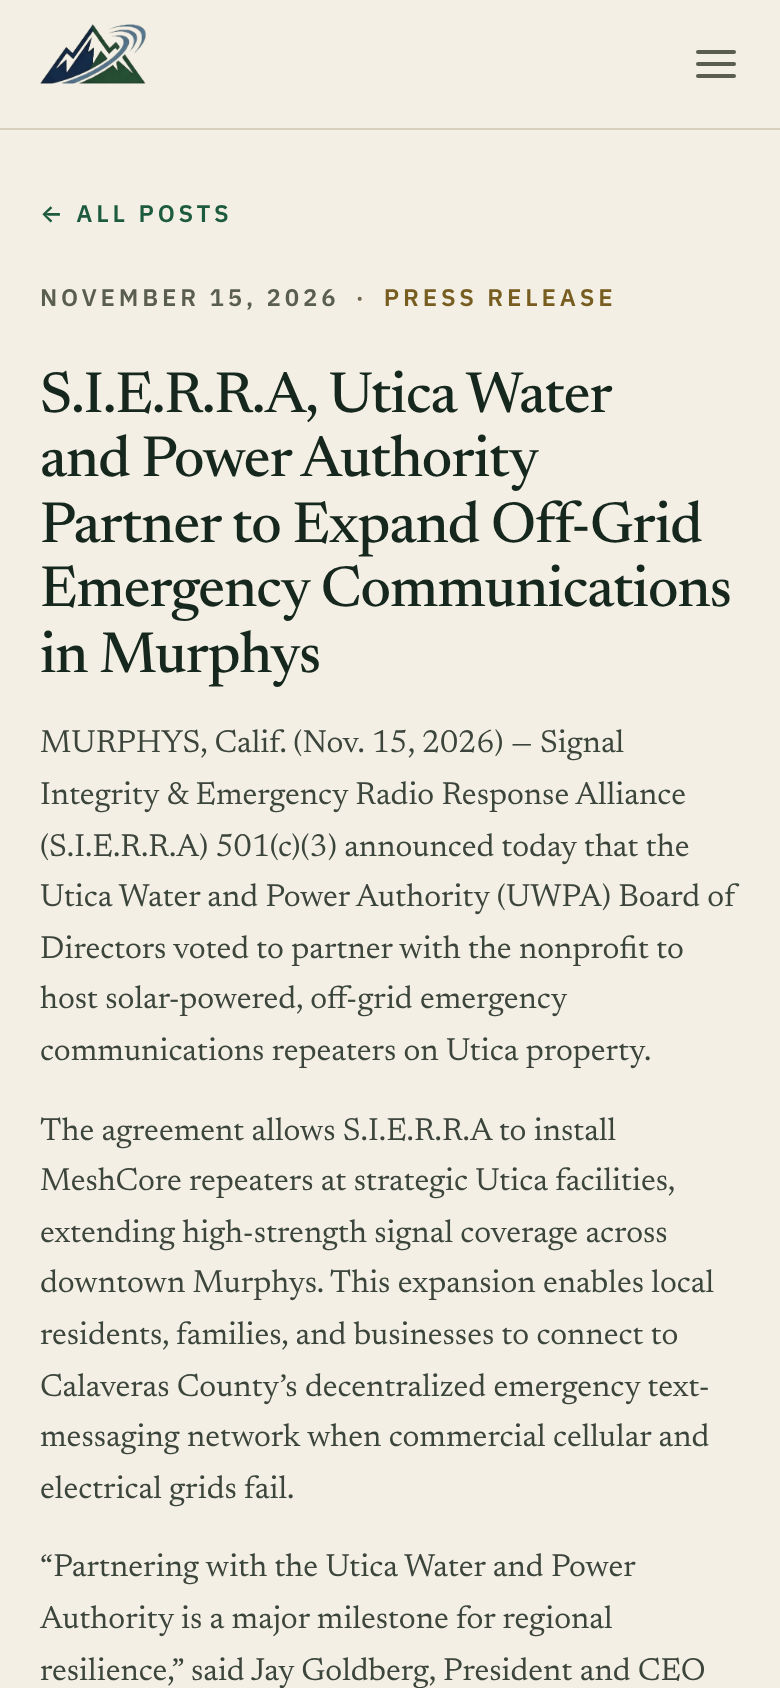 ← ALL POSTS
NOVEMBER 15, 2026 · PRESS RELEASE
S.I.E.R.R.A, Utica Water
and Power Authority
Partner to Expand Off-Grid
Emergency Communications
in Murphys
MURPHYS, Calif. (Nov. 15, 2026) – Signal
Integrity & Emergency Radio Response Alliance
(S.I.E.R.R.A) 501(c)(3) announced today that the
Utica Water and Power Authority (UWPA) Board of
Directors voted to partner with the nonprofit to
host solar-powered, off-grid emergency
communications repeaters on Utica property.
The agreement allows S.I.E.R.R.A to install
MeshCore repeaters at strategic Utica facilities,
extending high-strength signal coverage across
downtown Murphys. This expansion enables local
residents, families, and businesses to connect to
Calaveras County’s decentralized emergency text-
messaging network when commercial cellular and
electrical grids fail.
“Partnering with the Utica Water and Power
Authority is a major milestone for regional
resilience,” said Jay Goldberg, President and CEO